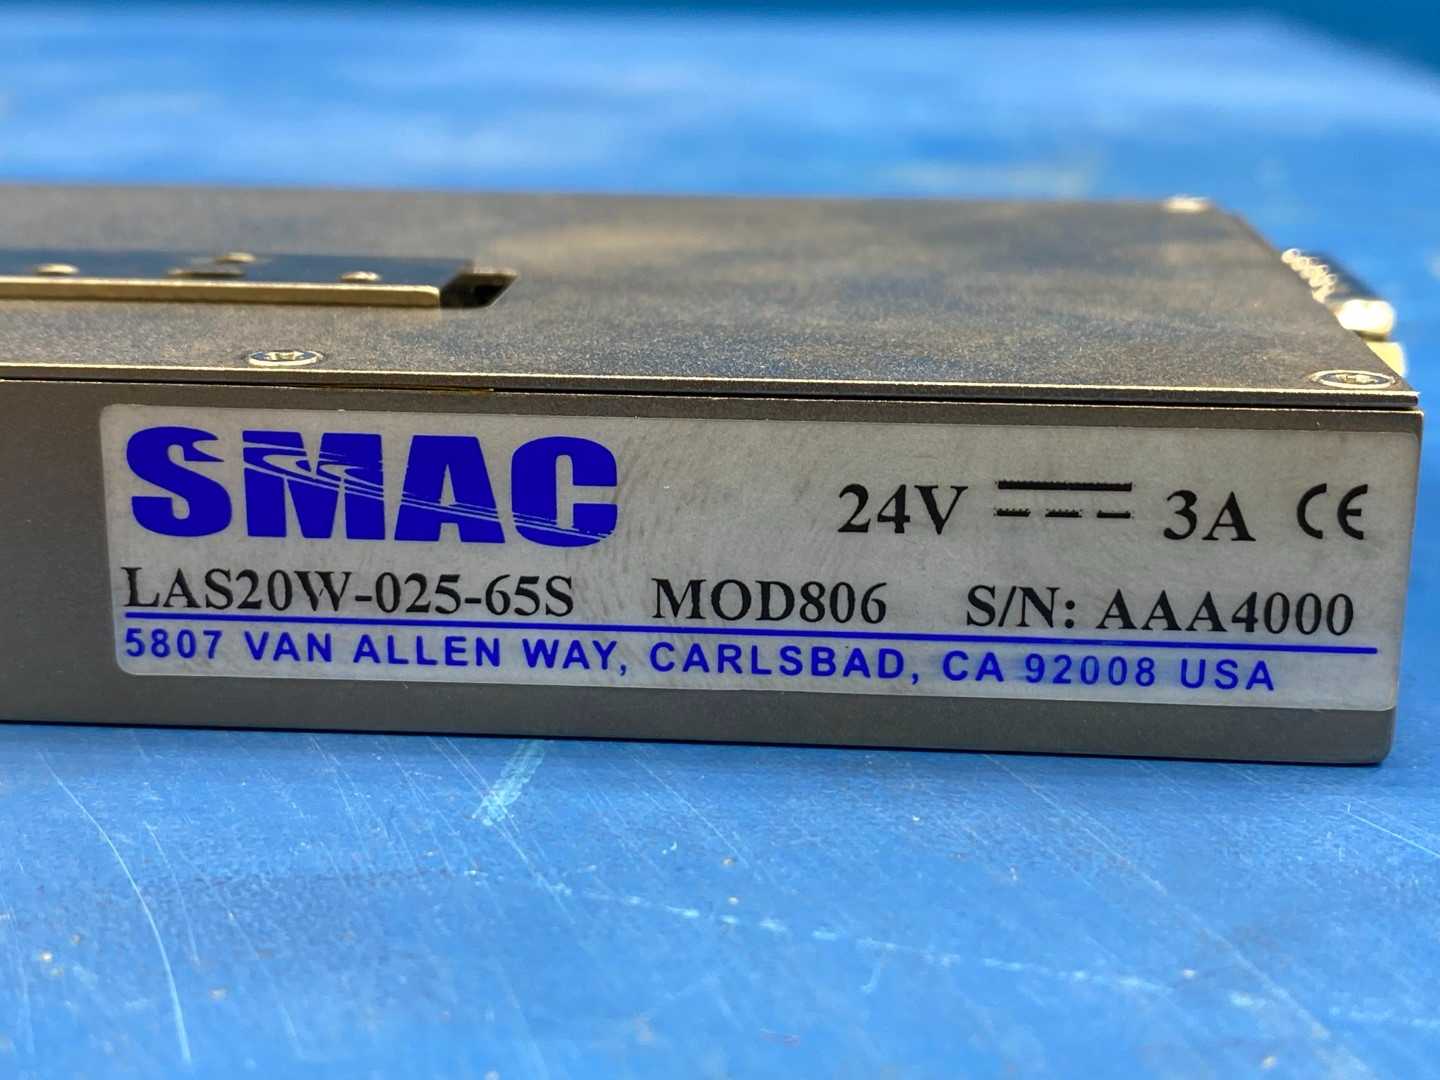 SMAC
24V 3A CE
LAS20W-025-65S MOD806 S/N: AAA4000
5807 VAN ALLEN WAY, CARLSBAD, CA 92008 USA